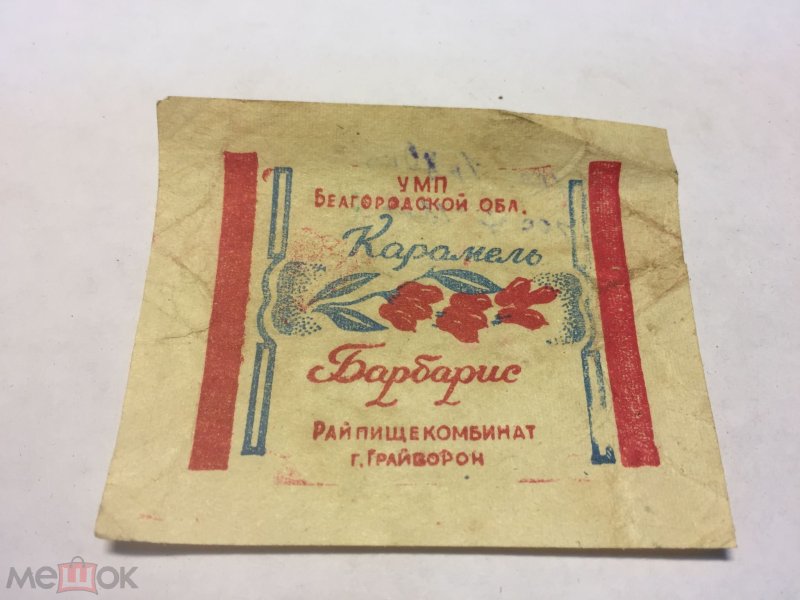 УМП
БЕЛГОРОДСКОЙ ОБЛ.
Карамель
Барбарис
РАЙПИЩЕКОМБИНАТ
Г. ГРАЙВОРОН
мешок